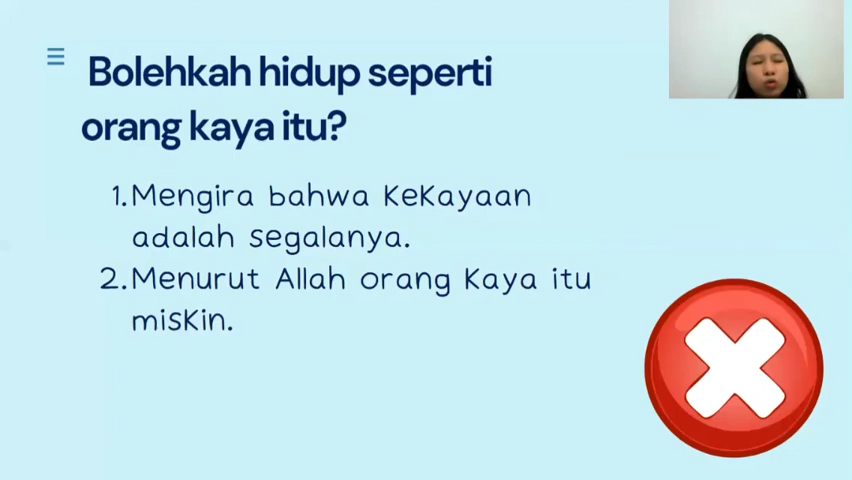 Bolehkah hidup seperti
orang kaya itu?
1. Mengira bahwa kekayaan
adalah segalanya.
2. Menurut Allah orang kaya itu
miskin.